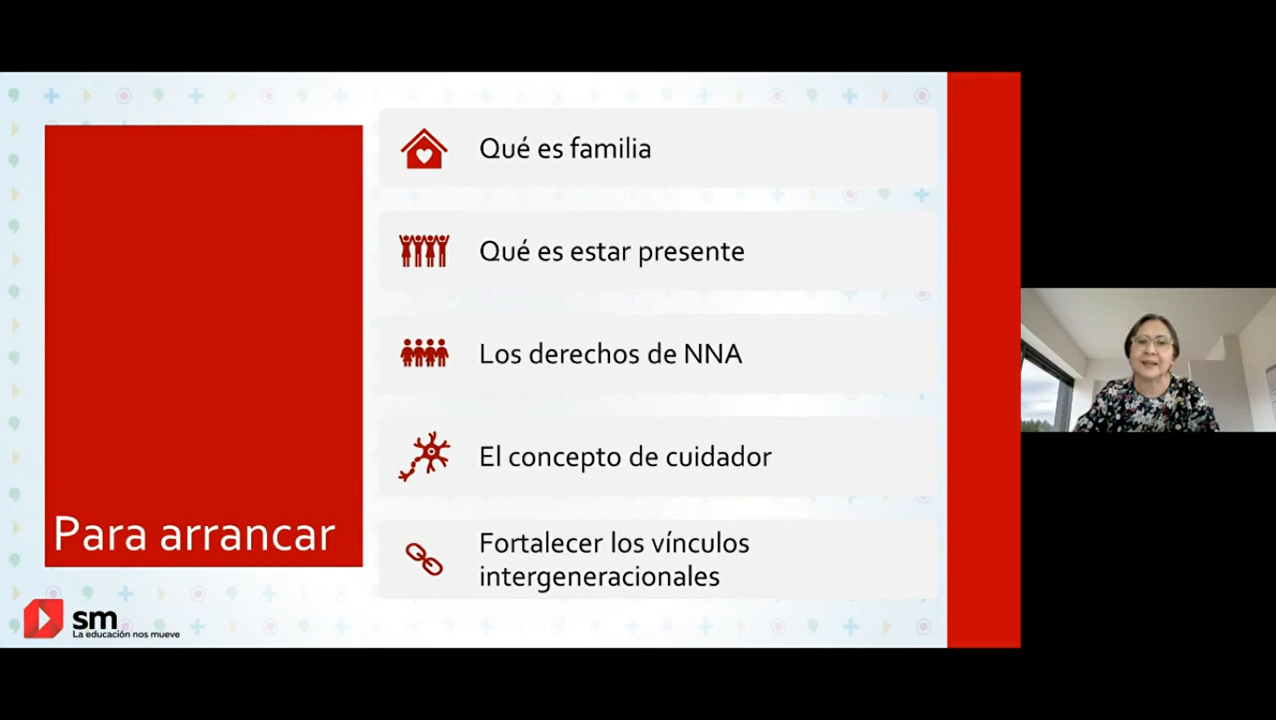 Qué es familia
Qué es estar presente
Los derechos de NNA
El concepto de cuidador
Fortalecer los vínculos
intergeneracionales
Para arrancar
sm
La educación nos mueve